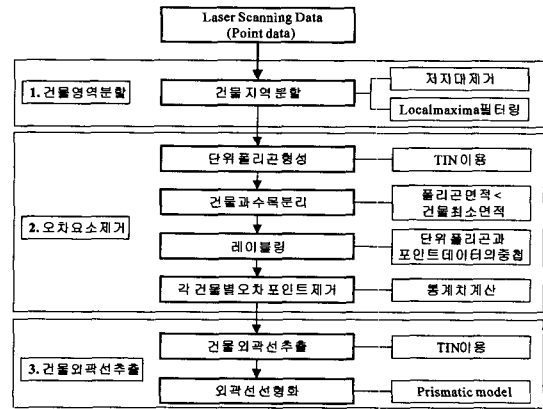 Laser Scanning Data
(Point data)
1. 건물영역분할
건물 지역 분할
저지대제거
Localmaxima필터링
2. 오차요소제거
단위 폴리곤형성
TIN 이용
건물과수목분리
폴리곤면적<
건물최소면적
레이블링
단위 폴리곤과
포인트데이터의중첩
각 건물별오차포인트제거
통계치계산
3. 건물외곽선추출
건물 외곽선추출
TIN이용
외곽선선형화
Prismatic model